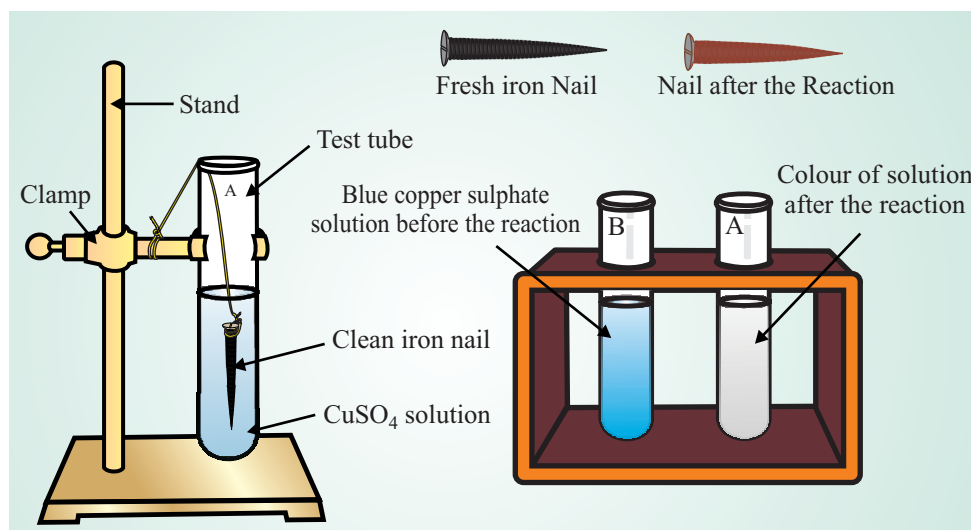 Fresh iron Nail
Nail after the Reaction
Stand
Test tube
A
Clamp
Blue copper sulphate
solution before the reaction
Colour of solution
after the reaction
B
A
Clean iron nail
CuSO₄ solution